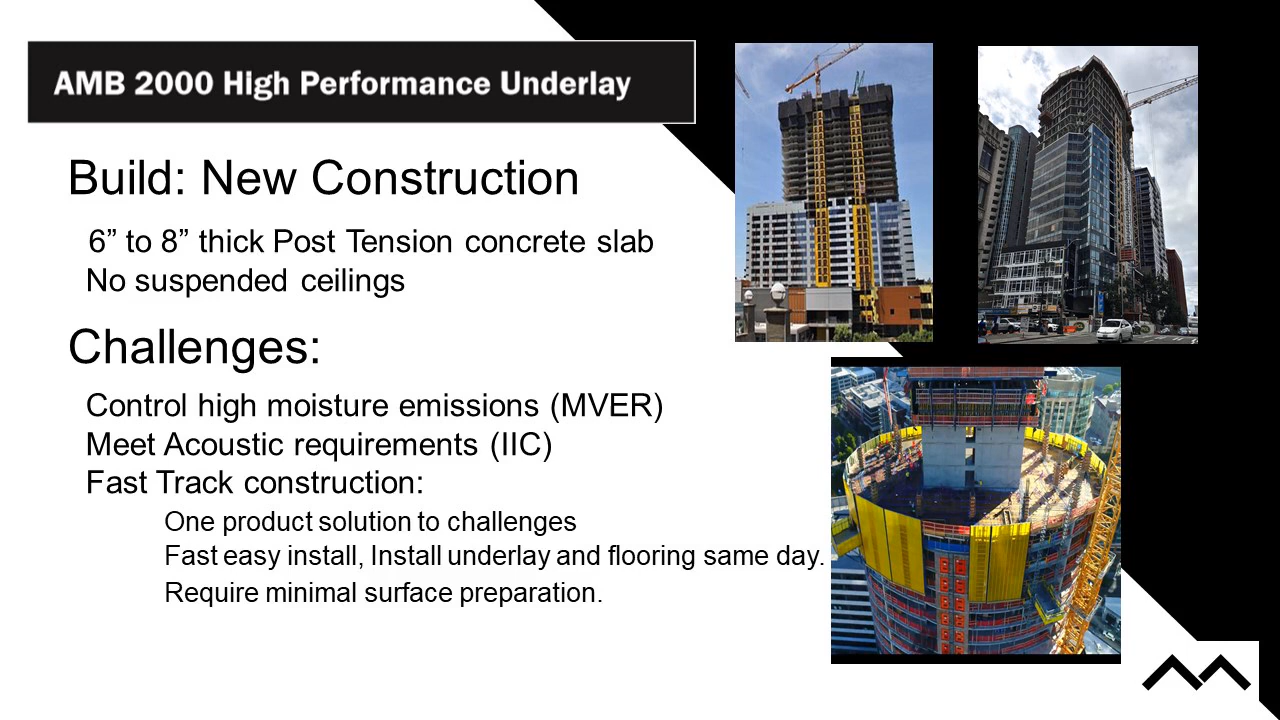 AMB 2000 High Performance Underlay
Build: New Construction
6” to 8” thick Post Tension concrete slab
No suspended ceilings
Challenges:
Control high moisture emissions (MVER)
Meet Acoustic requirements (IIC)
Fast Track construction:
One product solution to challenges
Fast easy install, Install underlay and flooring same day.
Require minimal surface preparation.